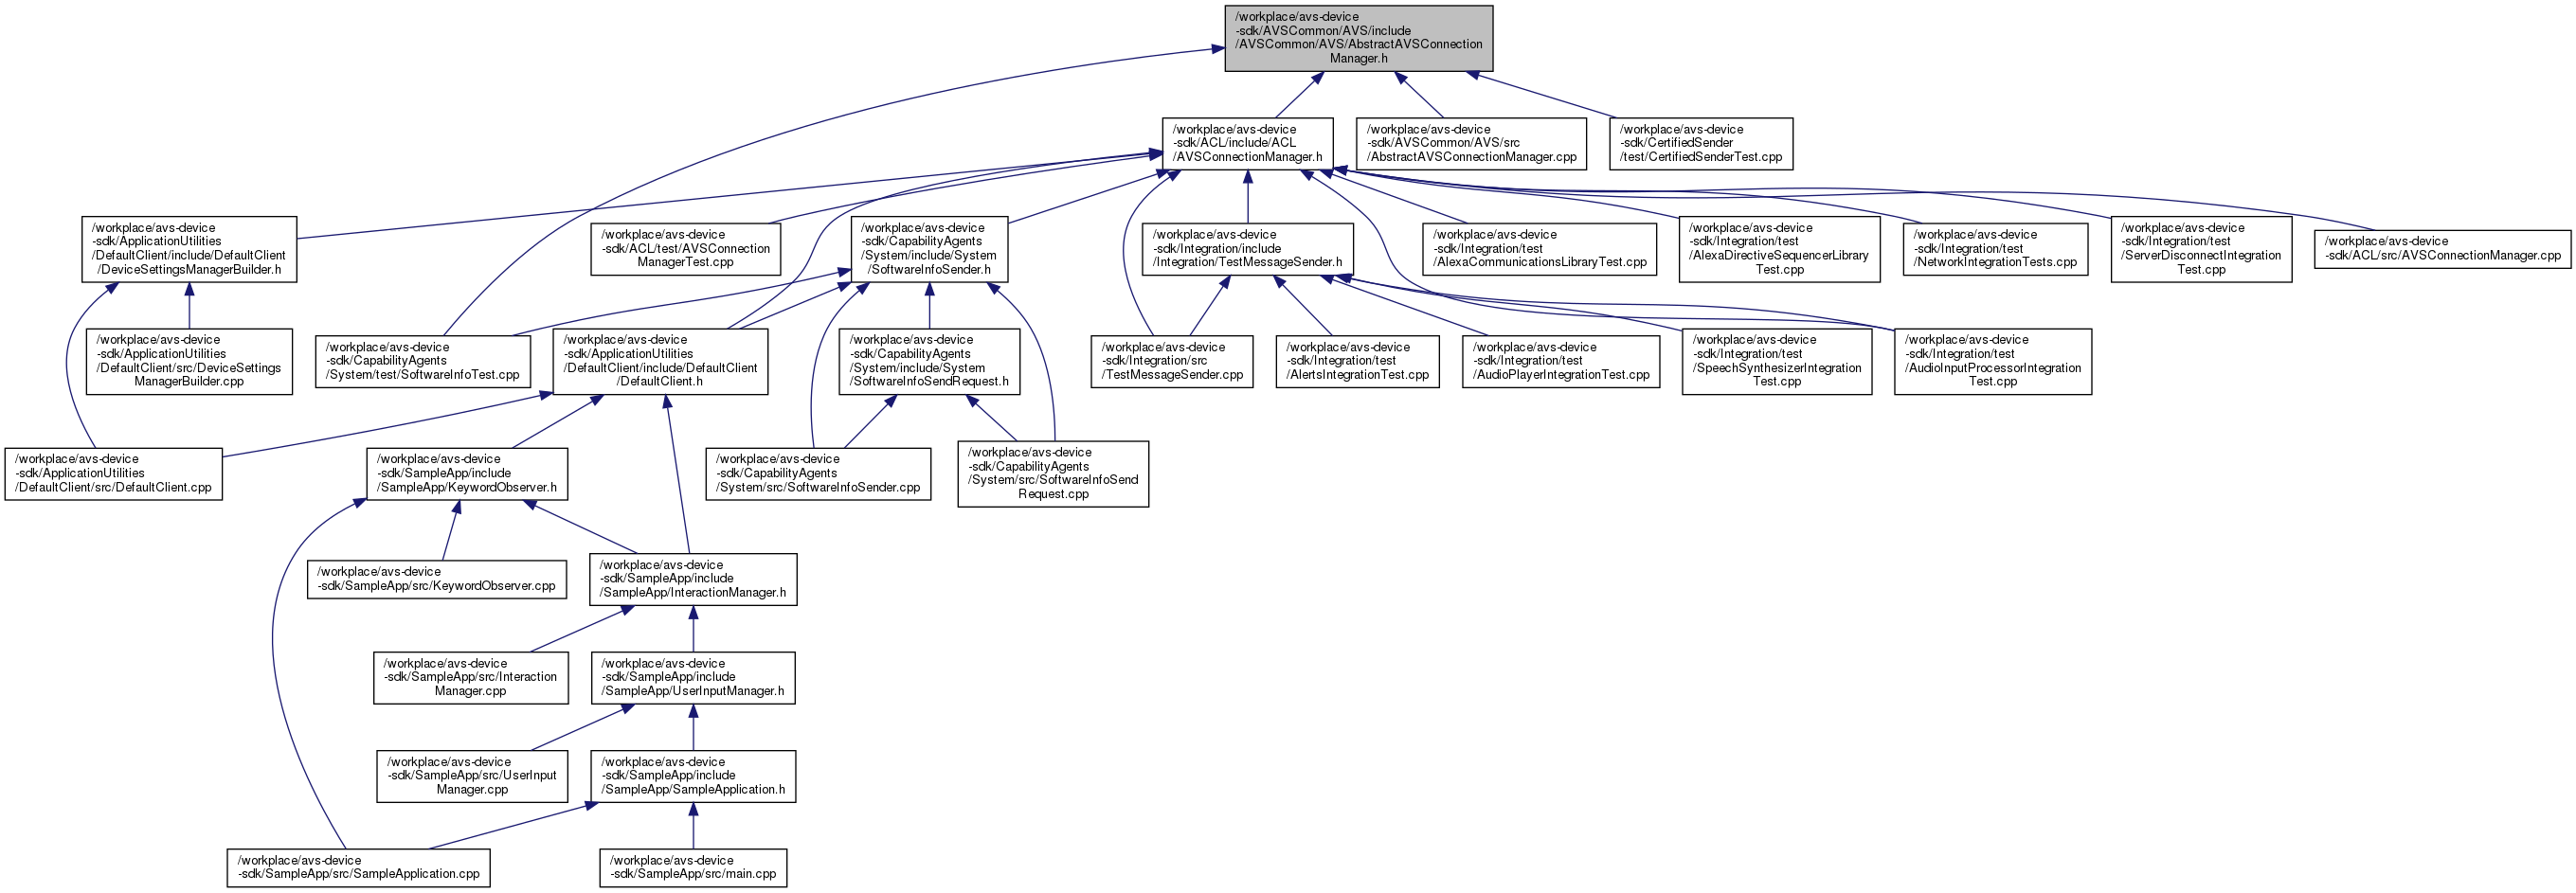 /workplace/avs-device
-sdk/AVSCommon/AVS/include
/AVSCommon/AVS/AbstractAVSConnection
Manager.h
/workplace/avs-device
-sdk/ACL/include/ACL
/AVSConnectionManager.h
/workplace/avs-device
-sdk/AVSCommon/AVS/src
/AbstractAVSConnectionManager.cpp
/workplace/avs-device
-sdk/CertifiedSender
/test/CertifiedSenderTest.cpp
/workplace/avs-device
-sdk/ApplicationUtilities
/DefaultClient/include/DefaultClient
/DeviceSettingsManagerBuilder.h
/workplace/avs-device
-sdk/ACL/test/AVSConnection
ManagerTest.cpp
/workplace/avs-device
-sdk/CapabilityAgents
/System/include/System
/SoftwareInfoSender.h
/workplace/avs-device
-sdk/Integration/include
/Integration/TestMessageSender.h
/workplace/avs-device
-sdk/Integration/test
/AlexaCommunicationsLibraryTest.cpp
/workplace/avs-device
-sdk/Integration/test
/AlexaDirectiveSequencerLibrary
Test.cpp
/workplace/avs-device
-sdk/Integration/test
/NetworkIntegrationTests.cpp
/workplace/avs-device
-sdk/Integration/test
/ServerDisconnectIntegration
Test.cpp
/workplace/avs-device
-sdk/ACL/src/AVSConnectionManager.cpp
/workplace/avs-device
-sdk/ApplicationUtilities
/DefaultClient/src/DeviceSettings
ManagerBuilder.cpp
/workplace/avs-device
-sdk/CapabilityAgents
/System/test/SoftwareInfoTest.cpp
/workplace/avs-device
-sdk/ApplicationUtilities
/DefaultClient/include/DefaultClient
/DefaultClient.h
/workplace/avs-device
-sdk/CapabilityAgents
/System/include/System
/SoftwareInfoSendRequest.h
/workplace/avs-device
-sdk/Integration/src
/TestMessageSender.cpp
/workplace/avs-device
-sdk/Integration/test
/AlertsIntegrationTest.cpp
/workplace/avs-device
-sdk/Integration/test
/AudioPlayerIntegrationTest.cpp
/workplace/avs-device
-sdk/Integration/test
/SpeechSynthesizerIntegration
Test.cpp
/workplace/avs-device
-sdk/Integration/test
/AudioInputProcessorIntegration
Test.cpp
/workplace/avs-device
-sdk/ApplicationUtilities
/DefaultClient/src/DefaultClient.cpp
/workplace/avs-device
-sdk/SampleApp/include
/SampleApp/KeywordObserver.h
/workplace/avs-device
-sdk/CapabilityAgents
/System/src/SoftwareInfoSender.cpp
/workplace/avs-device
-sdk/CapabilityAgents
/System/src/SoftwareInfoSend
Request.cpp
/workplace/avs-device
-sdk/SampleApp/src/KeywordObserver.cpp
/workplace/avs-device
-sdk/SampleApp/include
/SampleApp/InteractionManager.h
/workplace/avs-device
-sdk/SampleApp/src/Interaction
Manager.cpp
/workplace/avs-device
-sdk/SampleApp/include
/SampleApp/UserInputManager.h
/workplace/avs-device
-sdk/SampleApp/src/UserInput
Manager.cpp
/workplace/avs-device
-sdk/SampleApp/include
/SampleApp/SampleApplication.h
/workplace/avs-device
-sdk/SampleApp/src/SampleApplication.cpp
/workplace/avs-device
-sdk/SampleApp/src/main.cpp